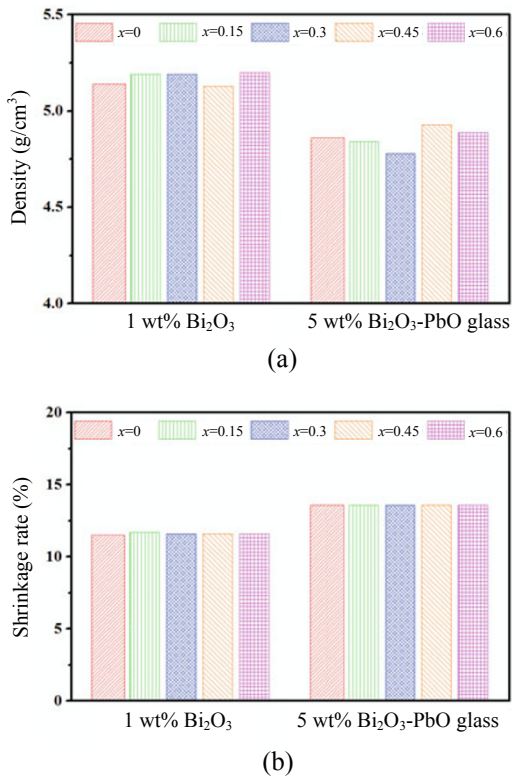 x=0 x=0.15 x=0.3 x=0.45 x=0.6
5.5
5.0
4.5
4.0
Density (g/cm³)
1 wt% Bi₂O₃ 5 wt% Bi₂O₃-PbO glass
(a)
x=0 x=0.15 x=0.3 x=0.45 x=0.6
20
15
10
5
0
Shrinkage rate (%)
1 wt% Bi₂O₃ 5 wt% Bi₂O₃-PbO glass
(b)